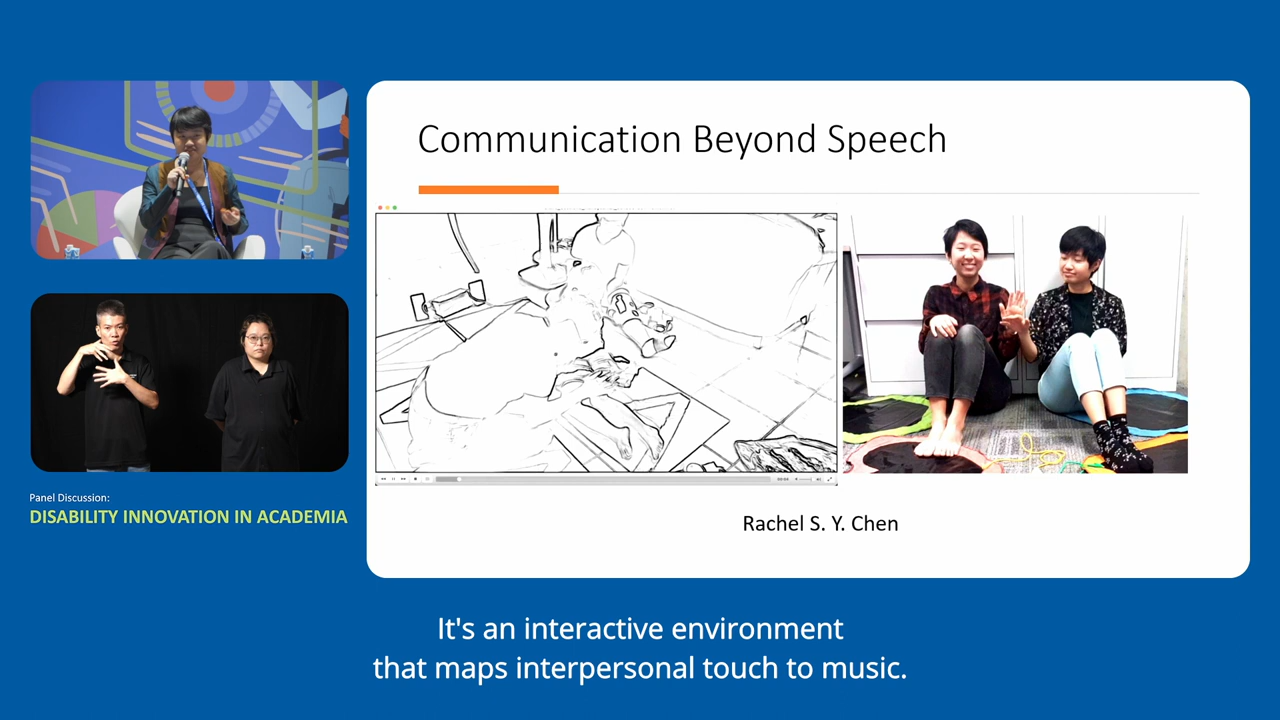 Communication Beyond Speech
Rachel S. Y. Chen
Panel Discussion:
DISABILITY INNOVATION IN ACADEMIA
It's an interactive environment
that maps interpersonal touch to music.